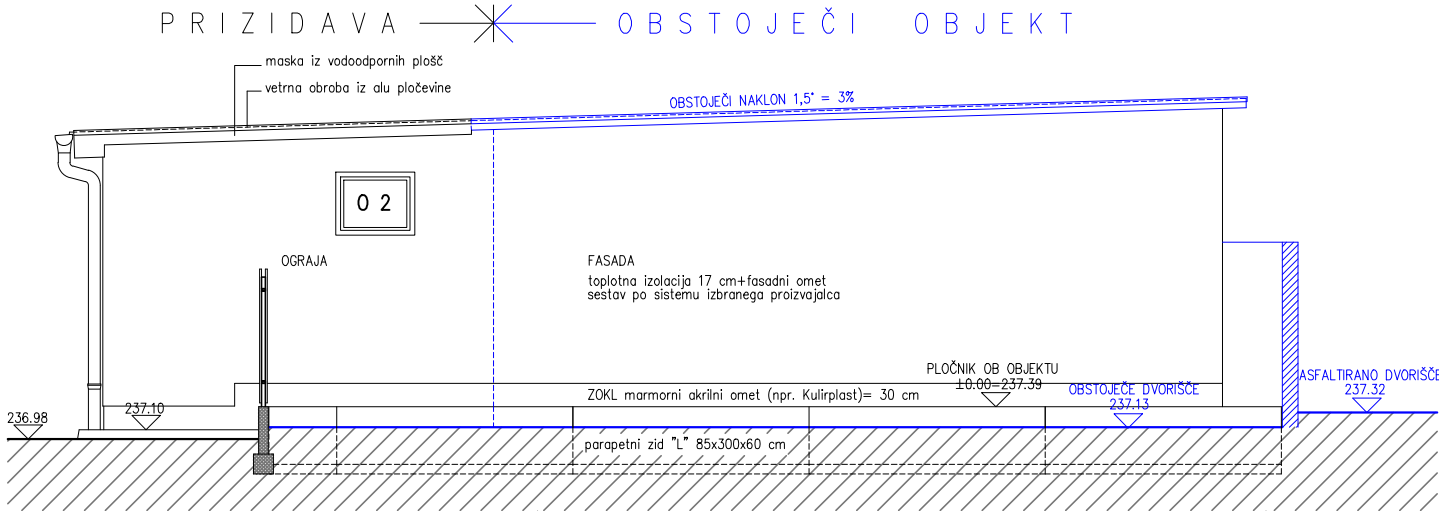 PRIZIDAVA OBSTOJEČI OBJEKT
maska iz vodoodpornih plošč
vetrna obroba iz alu pločevine
OBSTOJEČI NAKLON 1,5° = 3%
O 2
OGRAJA
FASADA
toplotna izolacija 17 cm+fasadni omet
sestav po sistemu izbranega proizvajalca
PLOČNIK OB OBJEKTU
±0.00=237.39
ZOKL marmorni akrilni omet (npr. Kulirplast)= 30 cm
OBSTOJEČE DVORIŠČE
237.13
ASFALTIRANO DVORIŠČE
237.32
236.98
237.10
parapetni zid "L" 85x300x60 cm